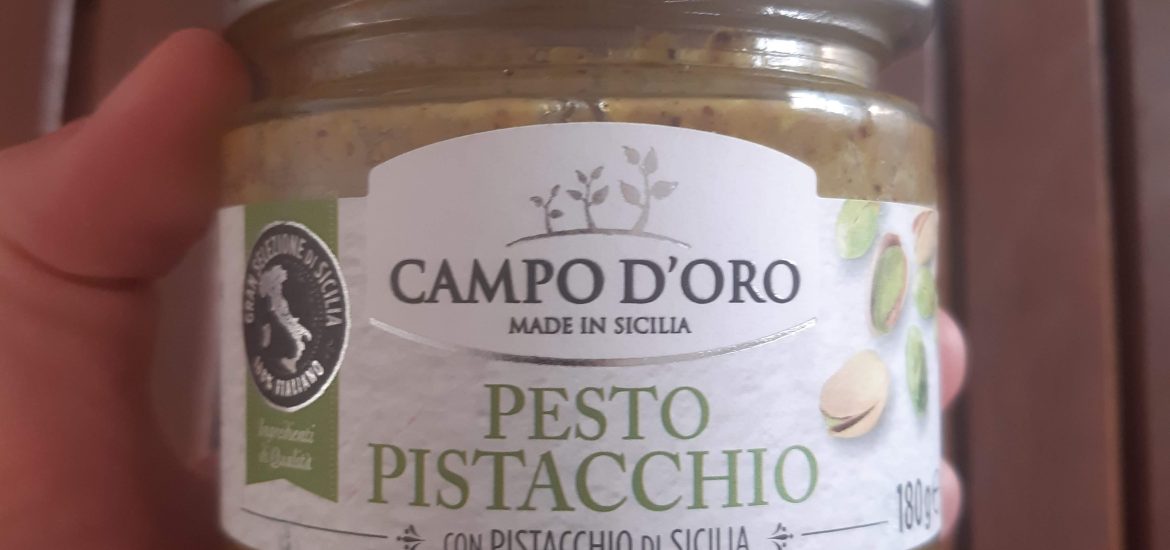 CAMPO D'ORO
MADE IN SICILIA
GRAN SELEZIONE di SICILIA
100% ITALIANO
Ingredienti
di Qualità
PESTO
PISTACCHIO
180g e
CON PISTACCHIO DI SICILIA